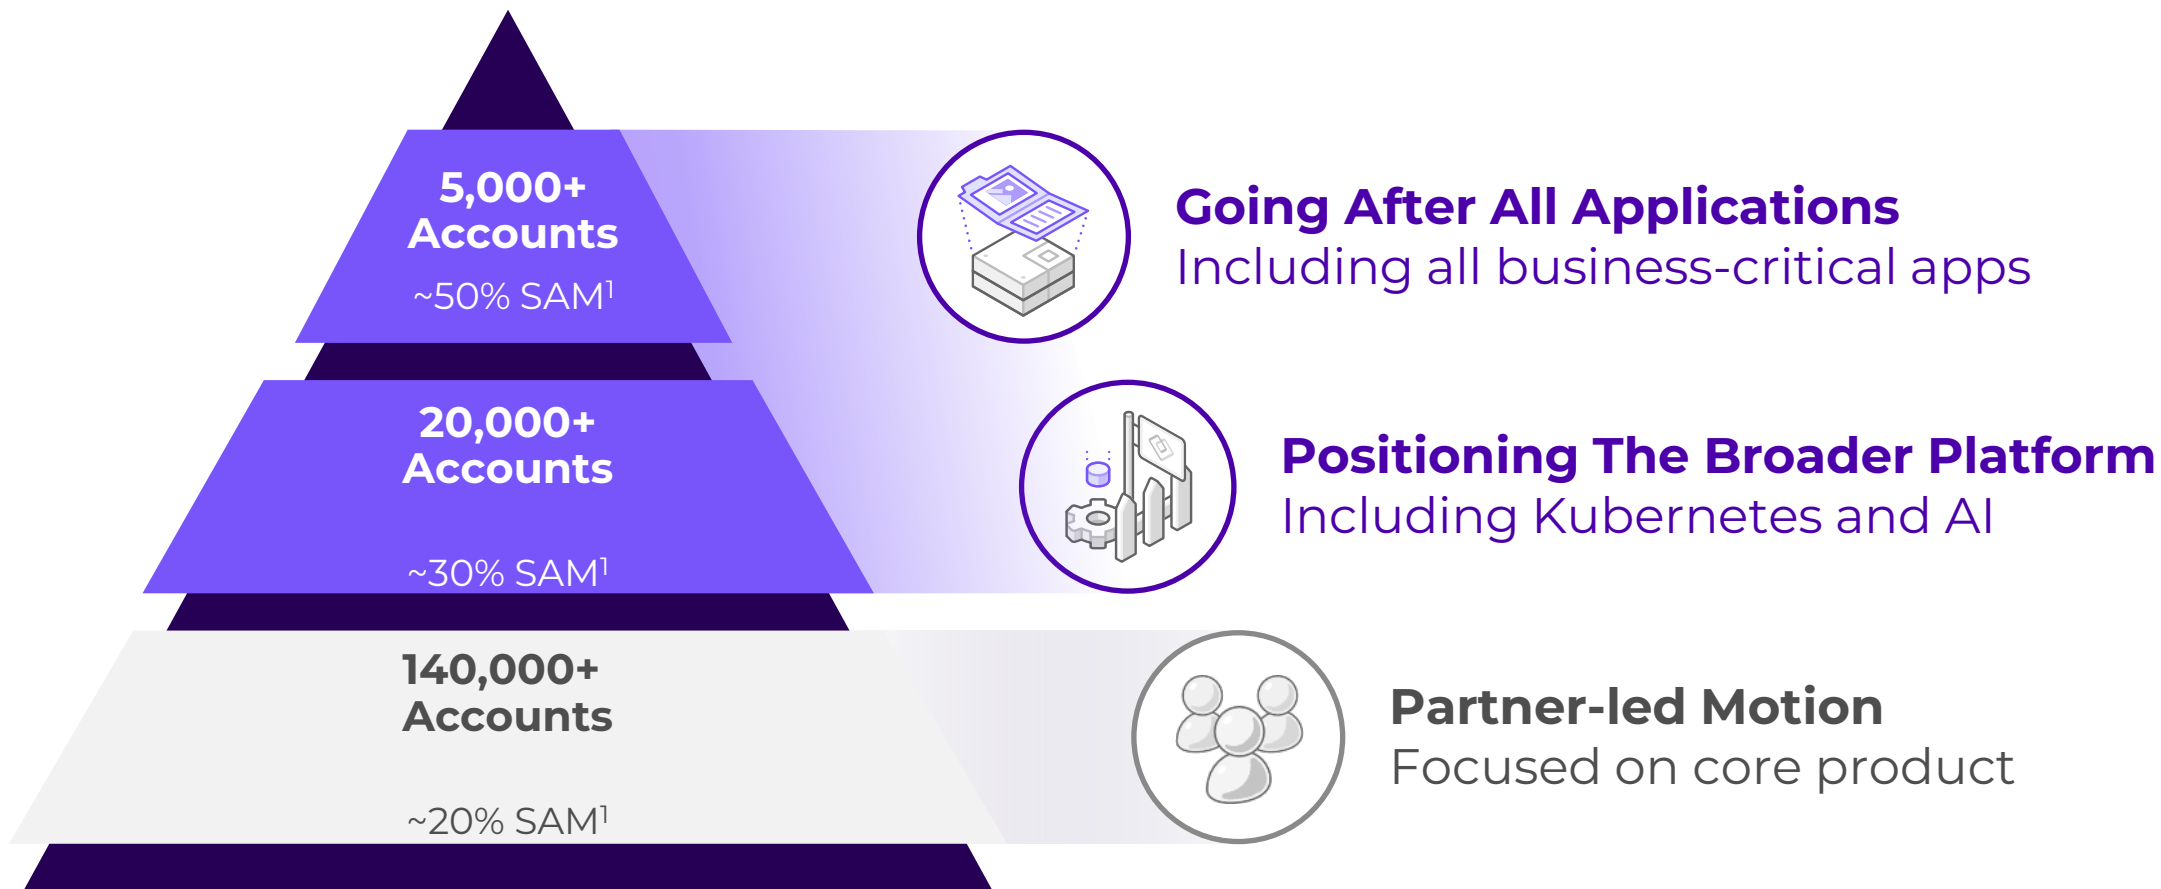 5,000+
Accounts
~50% SAM¹
Going After All Applications
Including all business-critical apps
20,000+
Accounts
~30% SAM¹
Positioning The Broader Platform
Including Kubernetes and AI
140,000+
Accounts
~20% SAM¹
Partner-led Motion
Focused on core product